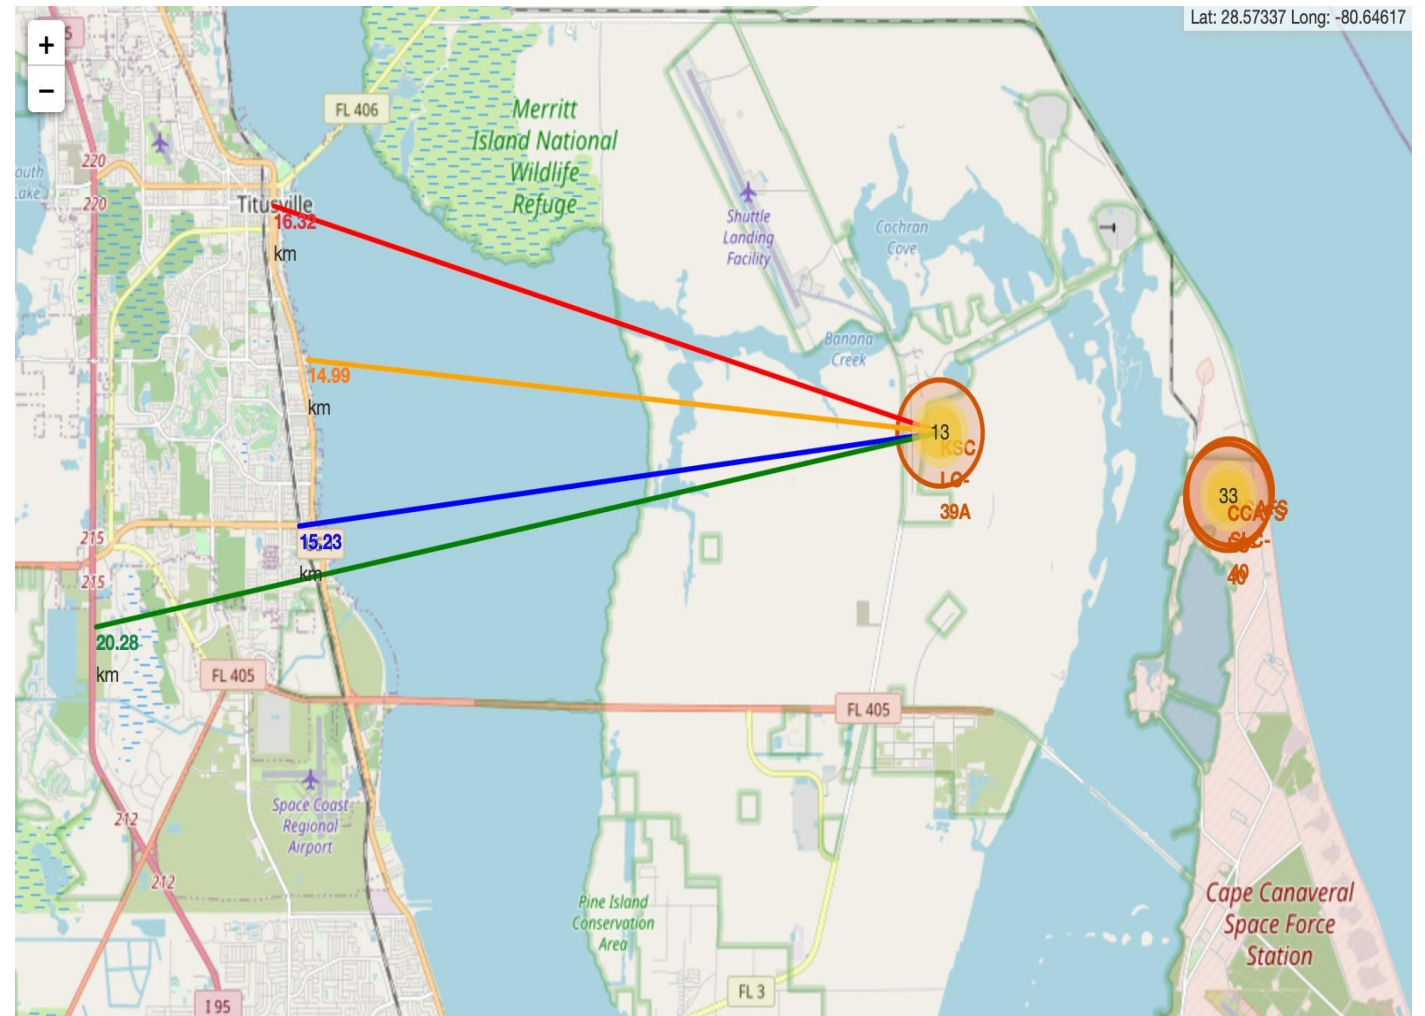 Lat: 28.57337 Long: -80.64617
+
−
FL 406
220
220
Titusville
16.32
km
Merritt
Island National
Wildlife
Refuge
Shuttle
Landing
Facility
Cochran
Cove
Banana
Creek
14.99
km
13
KSC
LC-
39A
33
40
215
15.23
km
215
20.28
km
FL 405
FL 405
Space Coast
Regional
Airport
212
212
Pine Island
Conservation
Area
Cape Canaveral
Space Force
Station
FL 3
I 95